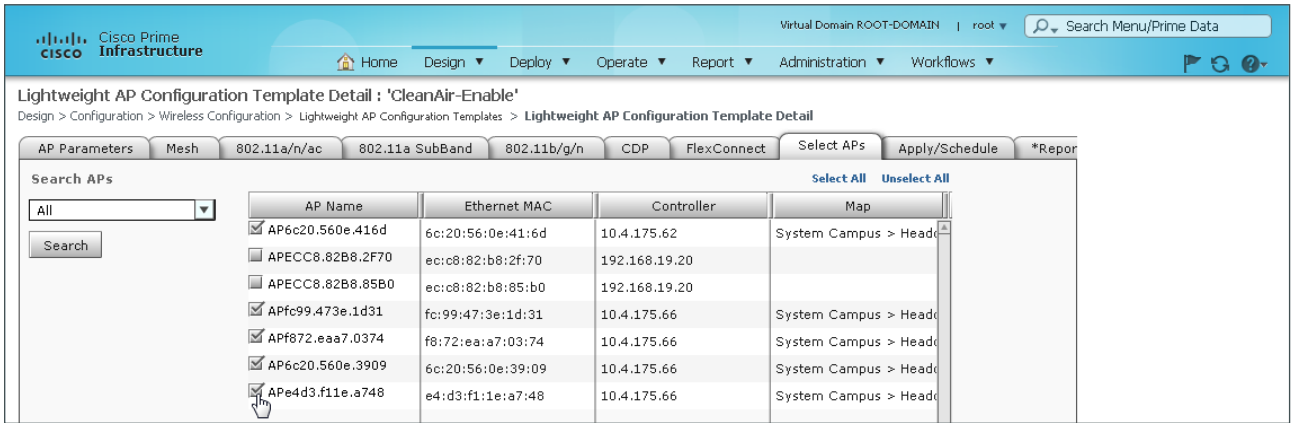 Virtual Domain ROOT-DOMAIN | root Search Menu/Prime Data
cisco Cisco Prime Infrastructure
Home Design Deploy Operate Report Administration Workflows
Lightweight AP Configuration Template Detail : 'CleanAir-Enable'
Design > Configuration > Wireless Configuration > Lightweight AP Configuration Templates > Lightweight AP Configuration Template Detail
AP Parameters Mesh 802.11a/n/ac 802.11a SubBand 802.11b/g/n CDP FlexConnect Select APs Apply/Schedule *Repor
Search APs Select All Unselect All
All
Search
AP Name Ethernet MAC Controller Map
AP6c20.560e.416d 6c:20:56:0e:41:6d 10.4.175.62 System Campus > Headq
APECC8.82B8.2F70 ec:c8:82:b8:2f:70 192.168.19.20
APECC8.82B8.85B0 ec:c8:82:b8:85:b0 192.168.19.20
APfc99.473e.1d31 fc:99:47:3e:1d:31 10.4.175.66 System Campus > Headq
APf872.eaa7.0374 f8:72:ea:a7:03:74 10.4.175.66 System Campus > Headq
AP6c20.560e.3909 6c:20:56:0e:39:09 10.4.175.66 System Campus > Headq
APe4d3.f11e.a748 e4:d3:f1:1e:a7:48 10.4.175.66 System Campus > Headq